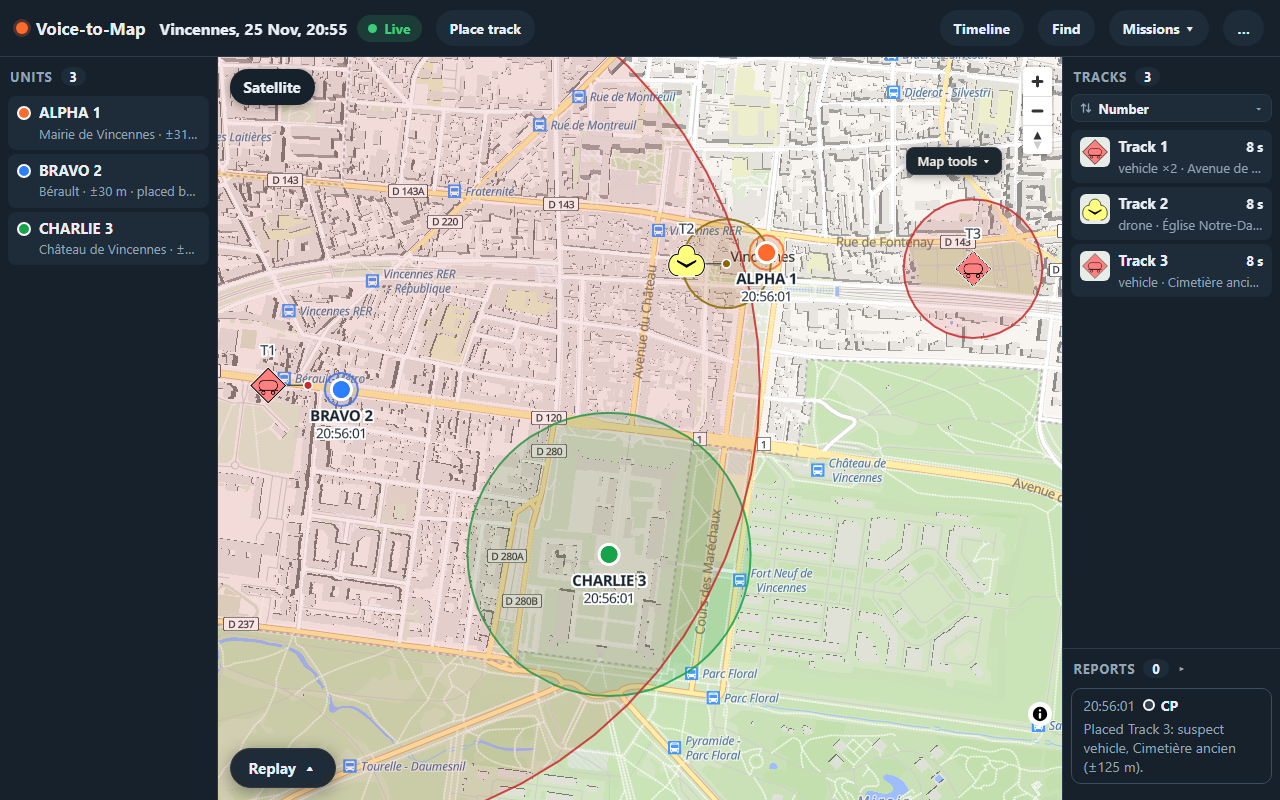 Voice-to-Map
Vincennes, 25 Nov, 20:55
Live
Place track
Timeline
Find
Missions
...
UNITS 3
ALPHA 1
Mairie de Vincennes · ±31...
BRAVO 2
Bérault · ±30 m · placed b...
CHARLIE 3
Château de Vincennes · ±...
Satellite
Rue de Montreuil
Rue de Montreuil
es Laitières
D 143
D 143A
Fraternité
D 143
D 220
Diderot - Silvestri
Map tools
T2
Rue de Fontenay
D 143
T3
ALPHA 1
20:56:01
Vincennes RER
- République
Vincennes RER
Avenue du Château
T1
BRAVO 2
20:56:01
D 120
1
1
D 280
Château de
Vincennes
D 280A
CHARLIE 3
20:56:01
D 280B
Cours des Maréchaux
Fort Neuf de
Vincennes
D 237
Parc Floral
Parc Floral
Pyramide -
Parc Floral
Tourelle - Daumesnil
Replay
TRACKS 3
Number
Track 1 8 s
vehicle ×2 · Avenue de ...
Track 2 8 s
drone · Église Notre-Da...
Track 3 8 s
vehicle · Cimetière anci...
REPORTS 0
20:56:01 CP
Placed Track 3: suspect
vehicle, Cimetière ancien
(±125 m).